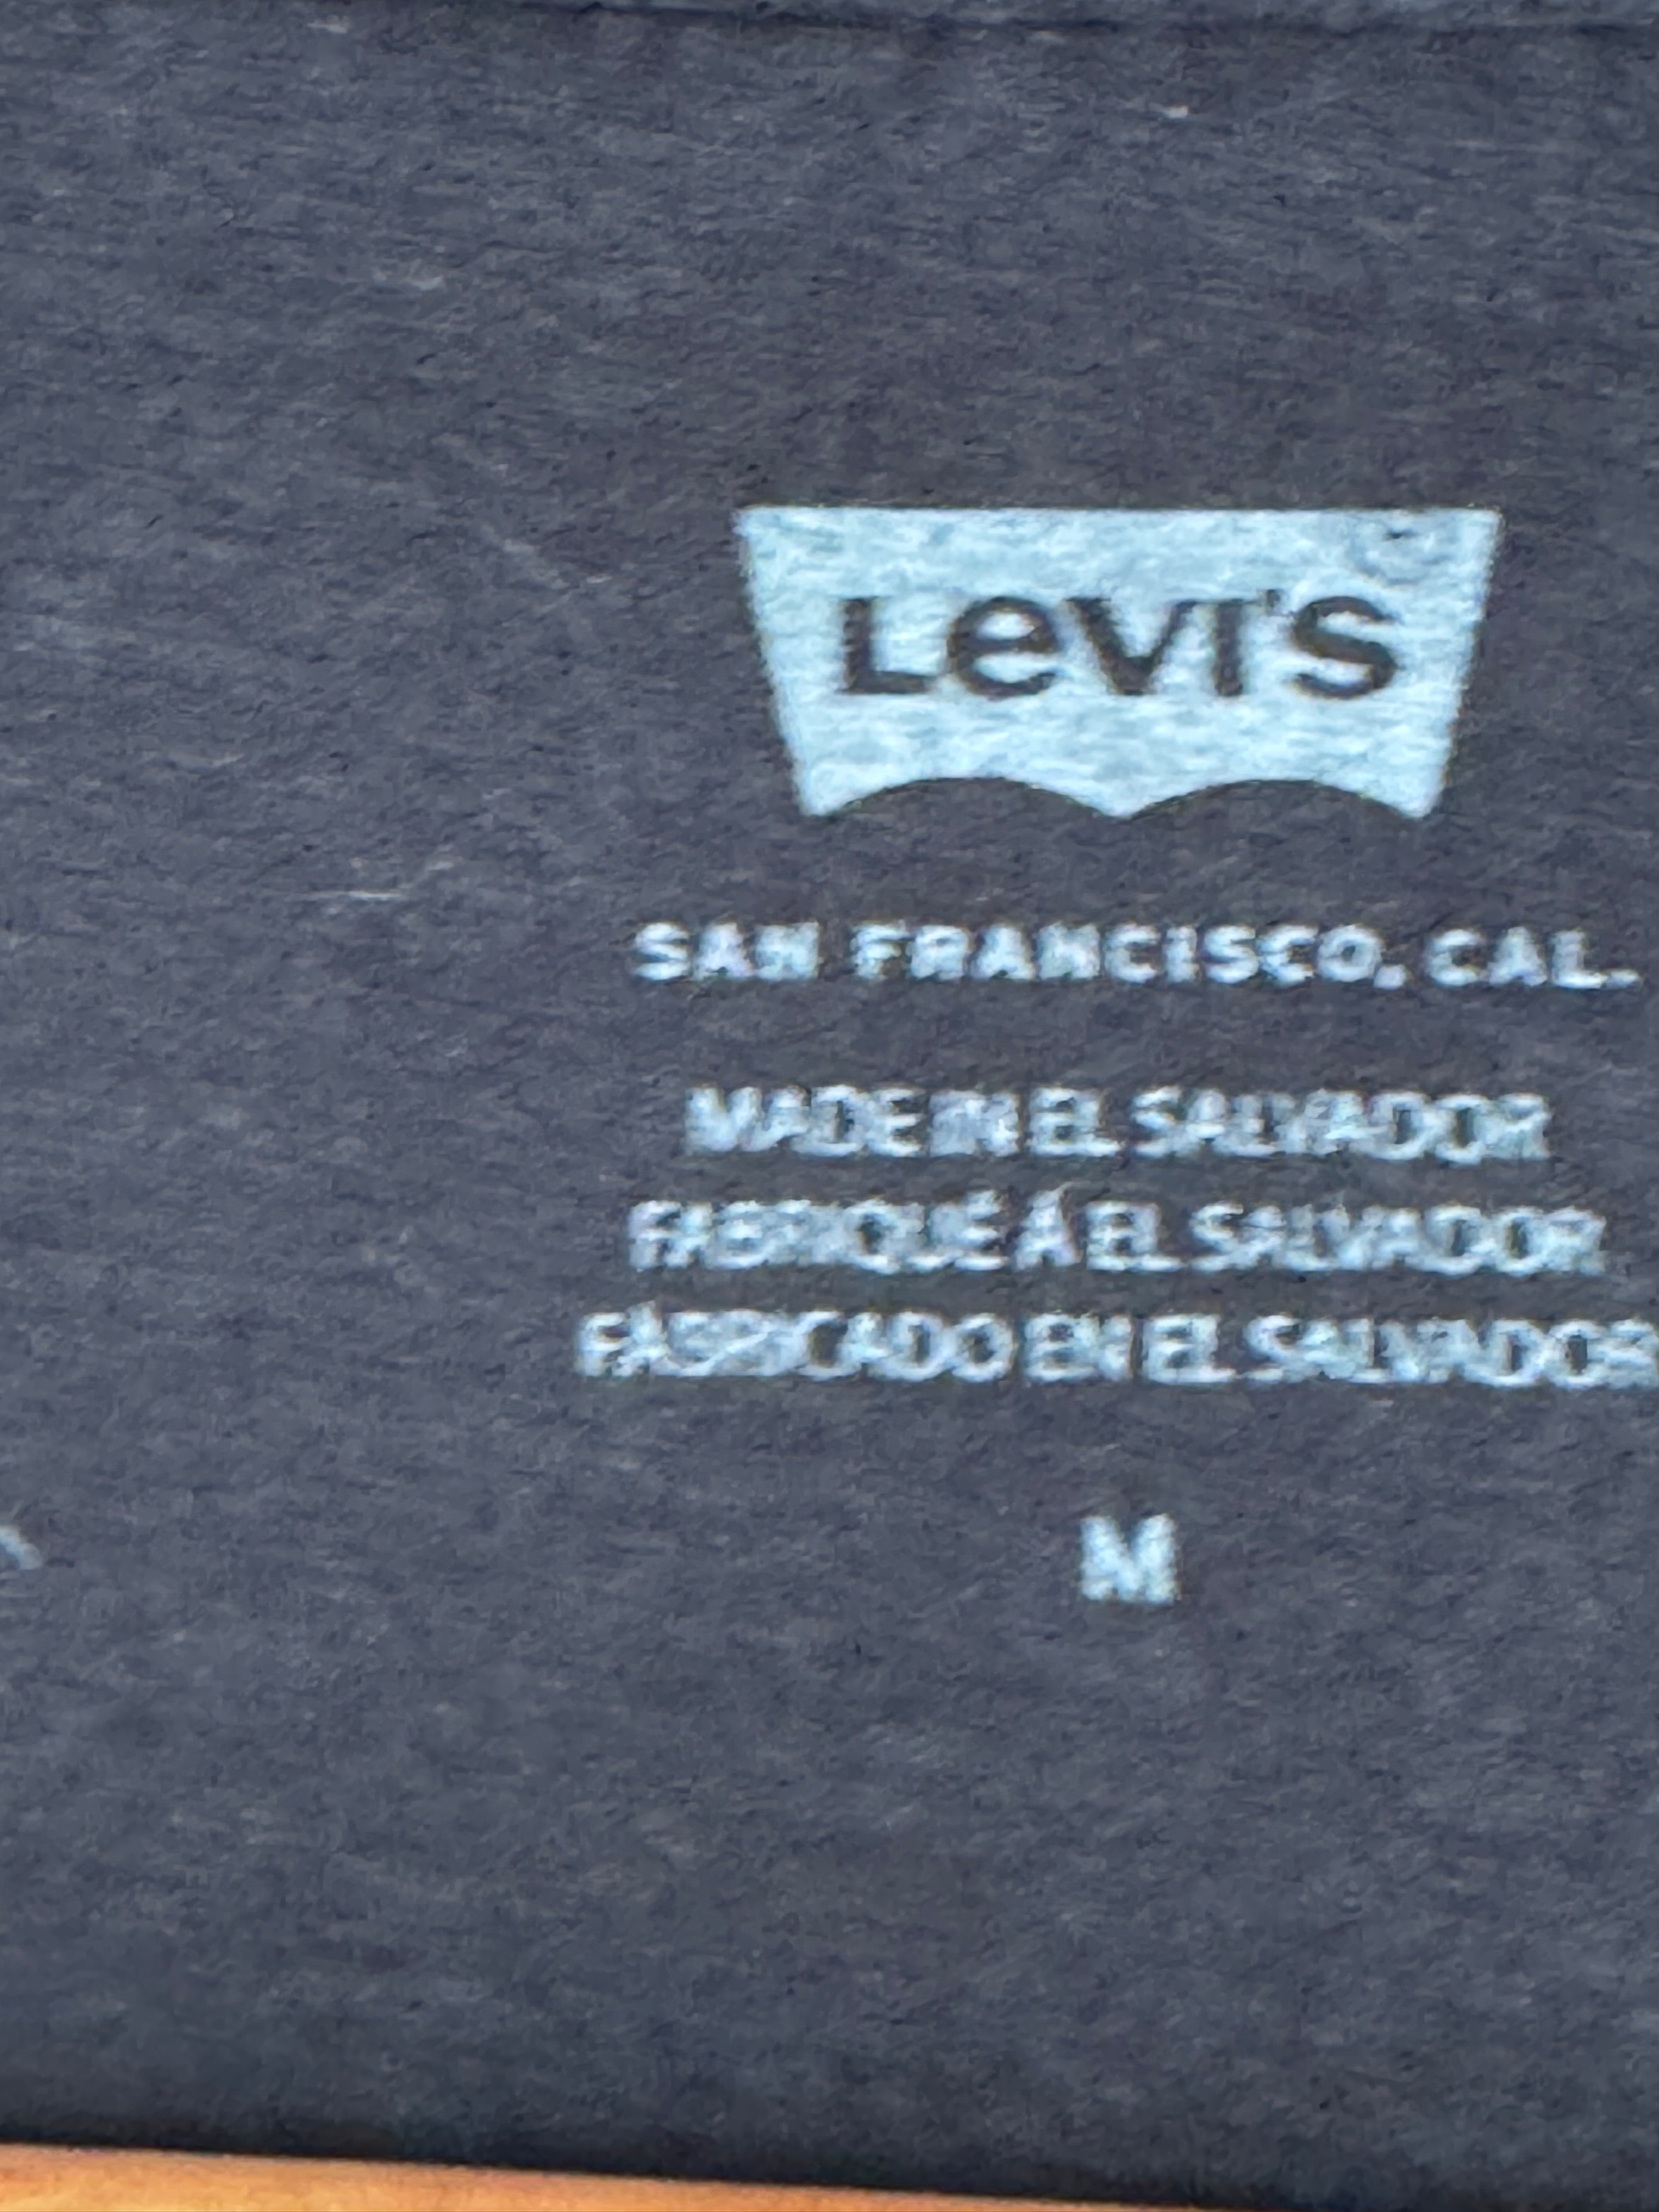 Levi's
SAN FRANCISCO, CAL.
MADE IN EL SALVADOR
FABRIQUÉ À EL SALVADOR
FABRICADO EN EL SALVADOR
M